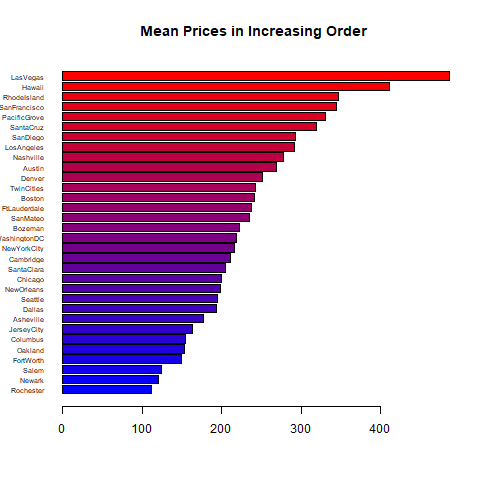 Mean Prices in Increasing Order
LasVegas
Hawaii
RhodeIsland
SanFrancisco
PacificGrove
SantaCruz
SanDiego
LosAngeles
Nashville
Austin
Denver
TwinCities
Boston
FtLauderdale
SanMateo
Bozeman
WashingtonDC
NewYorkCity
Cambridge
SantaClara
Chicago
NewOrleans
Seattle
Dallas
Asheville
JerseyCity
Columbus
Oakland
FortWorth
Salem
Newark
Rochester
0 100 200 300 400